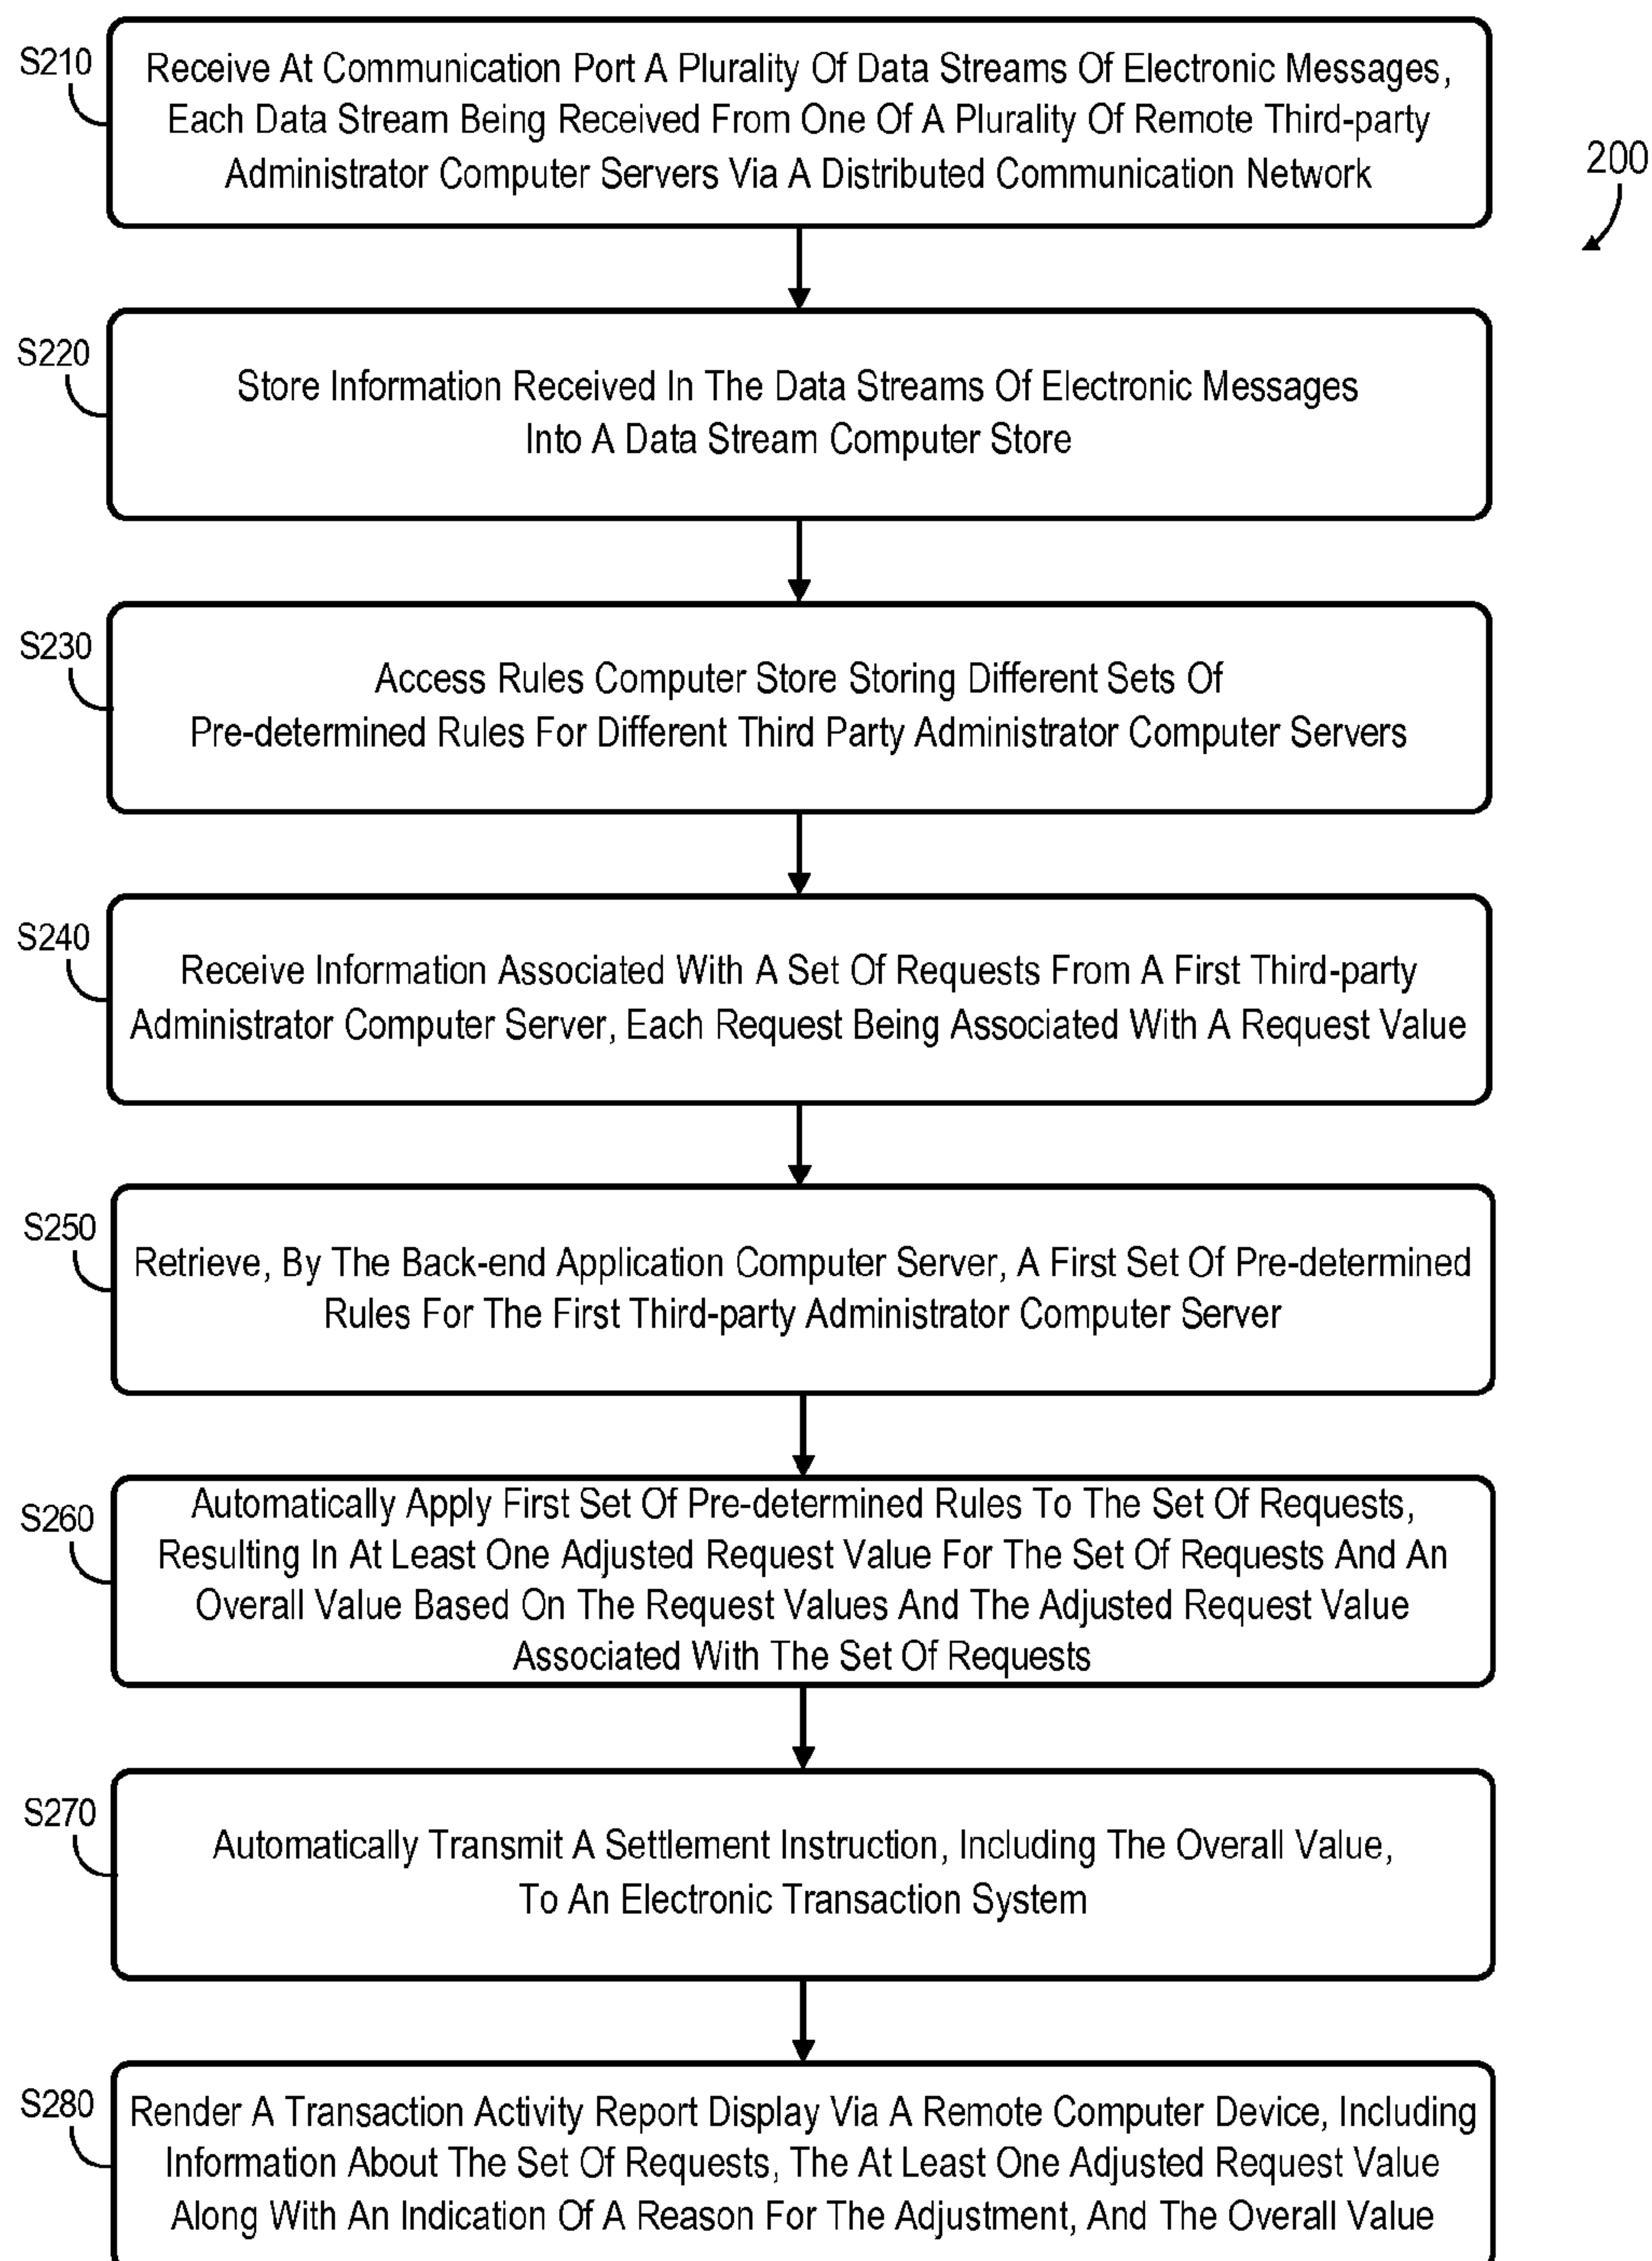 S210
Receive At Communication Port A Plurality Of Data Streams Of Electronic Messages,
Each Data Stream Being Received From One Of A Plurality Of Remote Third-party
Administrator Computer Servers Via A Distributed Communication Network
200
S220
Store Information Received In The Data Streams Of Electronic Messages
Into A Data Stream Computer Store
S230
Access Rules Computer Store Storing Different Sets Of
Pre-determined Rules For Different Third Party Administrator Computer Servers
S240
Receive Information Associated With A Set Of Requests From A First Third-party
Administrator Computer Server, Each Request Being Associated With A Request Value
S250
Retrieve, By The Back-end Application Computer Server, A First Set Of Pre-determined
Rules For The First Third-party Administrator Computer Server
S260
Automatically Apply First Set Of Pre-determined Rules To The Set Of Requests,
Resulting In At Least One Adjusted Request Value For The Set Of Requests And An
Overall Value Based On The Request Values And The Adjusted Request Value
Associated With The Set Of Requests
S270
Automatically Transmit A Settlement Instruction, Including The Overall Value,
To An Electronic Transaction System
S280
Render A Transaction Activity Report Display Via A Remote Computer Device, Including
Information About The Set Of Requests, The At Least One Adjusted Request Value
Along With An Indication Of A Reason For The Adjustment, And The Overall Value